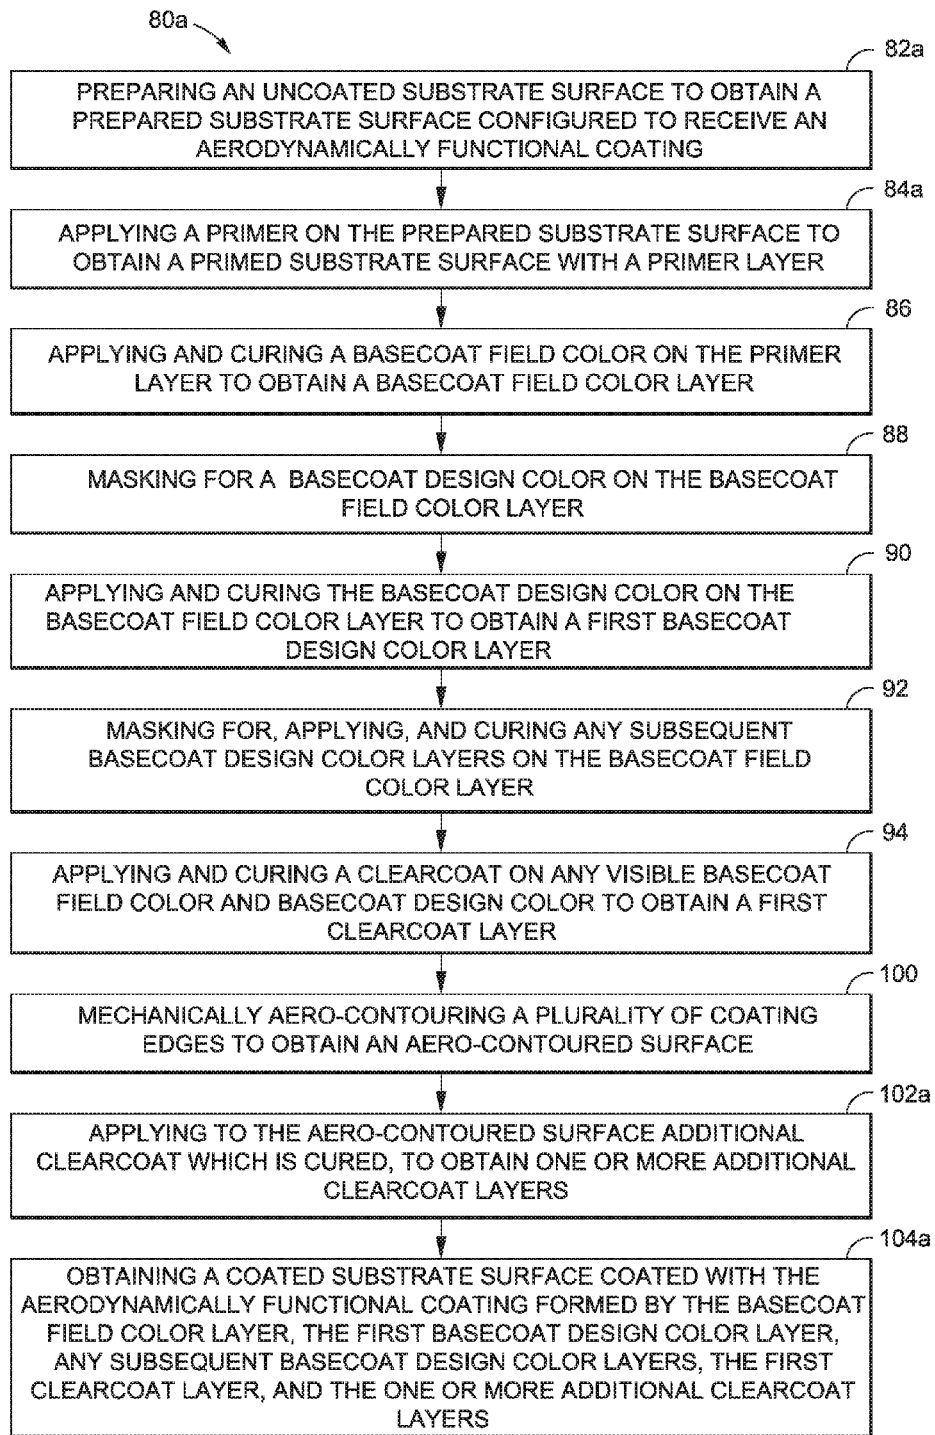 80a
82a
PREPARING AN UNCOATED SUBSTRATE SURFACE TO OBTAIN A
PREPARED SUBSTRATE SURFACE CONFIGURED TO RECEIVE AN
AERODYNAMICALLY FUNCTIONAL COATING
84a
APPLYING A PRIMER ON THE PREPARED SUBSTRATE SURFACE TO
OBTAIN A PRIMED SUBSTRATE SURFACE WITH A PRIMER LAYER
86
APPLYING AND CURING A BASECOAT FIELD COLOR ON THE PRIMER
LAYER TO OBTAIN A BASECOAT FIELD COLOR LAYER
88
MASKING FOR A BASECOAT DESIGN COLOR ON THE BASECOAT
FIELD COLOR LAYER
90
APPLYING AND CURING THE BASECOAT DESIGN COLOR ON THE
BASECOAT FIELD COLOR LAYER TO OBTAIN A FIRST BASECOAT
DESIGN COLOR LAYER
92
MASKING FOR, APPLYING, AND CURING ANY SUBSEQUENT
BASECOAT DESIGN COLOR LAYERS ON THE BASECOAT FIELD
COLOR LAYER
94
APPLYING AND CURING A CLEARCOAT ON ANY VISIBLE BASECOAT
FIELD COLOR AND BASECOAT DESIGN COLOR TO OBTAIN A FIRST
CLEARCOAT LAYER
100
MECHANICALLY AERO-CONTOURING A PLURALITY OF COATING
EDGES TO OBTAIN AN AERO-CONTOURED SURFACE
102a
APPLYING TO THE AERO-CONTOURED SURFACE ADDITIONAL
CLEARCOAT WHICH IS CURED, TO OBTAIN ONE OR MORE ADDITIONAL
CLEARCOAT LAYERS
104a
OBTAINING A COATED SUBSTRATE SURFACE COATED WITH THE
AERODYNAMICALLY FUNCTIONAL COATING FORMED BY THE BASECOAT
FIELD COLOR LAYER, THE FIRST BASECOAT DESIGN COLOR LAYER,
ANY SUBSEQUENT BASECOAT DESIGN COLOR LAYERS, THE FIRST
CLEARCOAT LAYER, AND THE ONE OR MORE ADDITIONAL CLEARCOAT
LAYERS